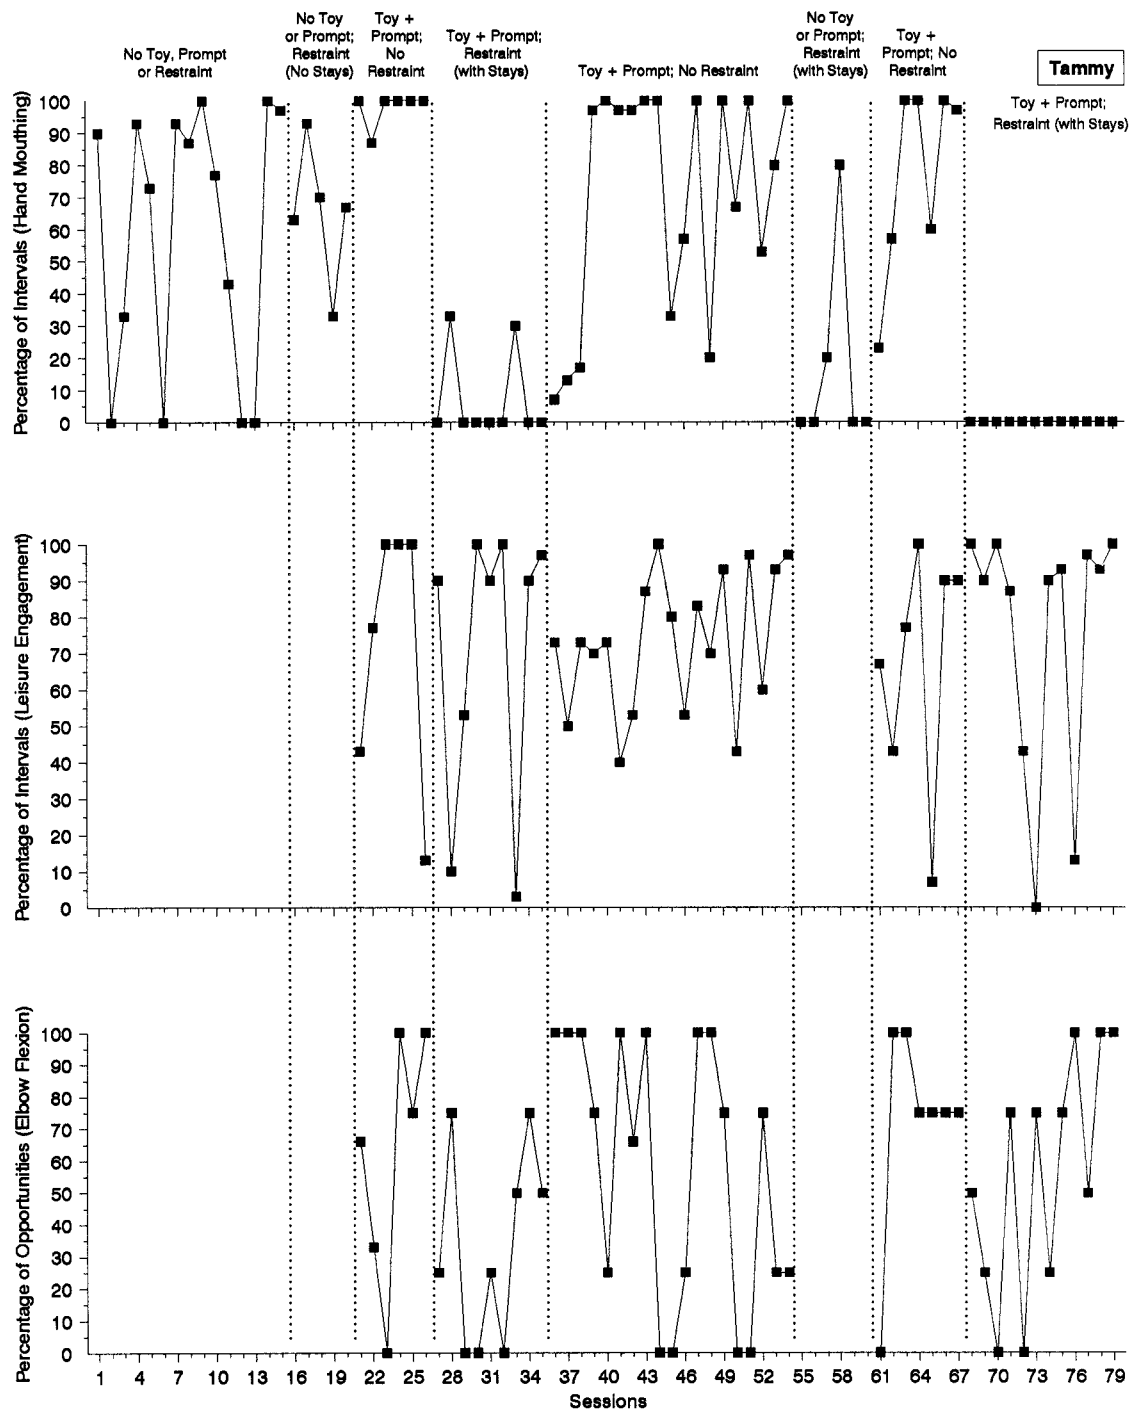 No Toy, Prompt
or Restraint
No Toy
or Prompt;
Restraint
(No Stays)
Toy +
Prompt;
No
Restraint
Toy + Prompt;
Restraint
(with Stays)
Toy + Prompt; No Restraint
No Toy
or Prompt;
Restraint
(with Stays)
Toy +
Prompt; No
Restraint
Tammy
Toy + Prompt;
Restraint (with Stays)
Percentage of Intervals (Hand Mouthing)
100
90
80
70
60
50
40
30
20
10
0
Percentage of Intervals (Leisure Engagement)
100
90
80
70
60
50
40
30
20
10
0
Percentage of Opportunities (Elbow Flexion)
100
90
80
70
60
50
40
30
20
10
0
1 4 7 10 13 16 19 22 25 28 31 34 37 40 43 46 49 52 55 58 61 64 67 70 73 76 79
Sessions